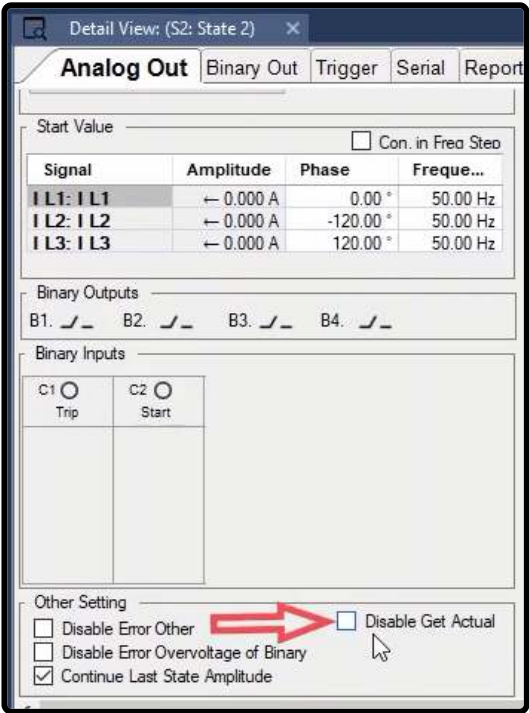 Detail View: (S2: State 2) ×
Analog Out Binary Out Trigger Serial Report
Start Value
Con. in Freq Step
Signal Amplitude Phase Freque...
I L1: I L1 ← 0.000 A 0.00 ° 50.00 Hz
I L2: I L2 ← 0.000 A -120.00 ° 50.00 Hz
I L3: I L3 ← 0.000 A 120.00 ° 50.00 Hz
Binary Outputs
B1. B2. B3. B4.
Binary Inputs
C1 C2
Trip Start
Other Setting
Disable Error Other Disable Get Actual
Disable Error Overvoltage of Binary
Continue Last State Amplitude